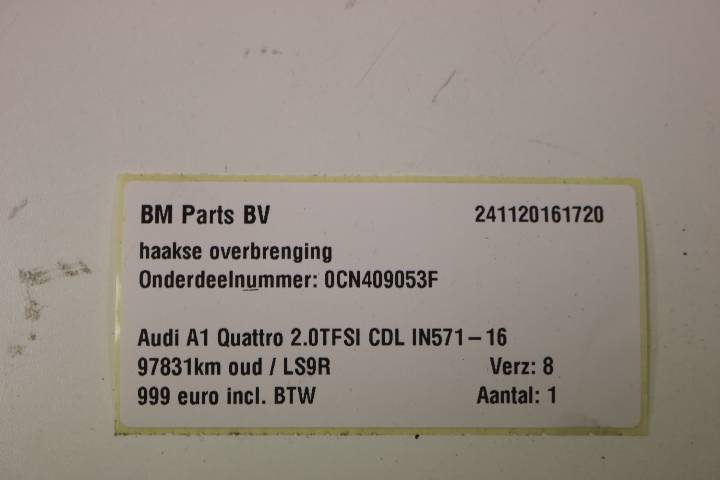 BM Parts BV 241120161720
haakse overbrenging
Onderdeelnummer: 0CN409053F
Audi A1 Quattro 2.0TFSI CDL IN571-16
97831km oud / LS9R Verz: 8
999 euro incl. BTW Aantal: 1